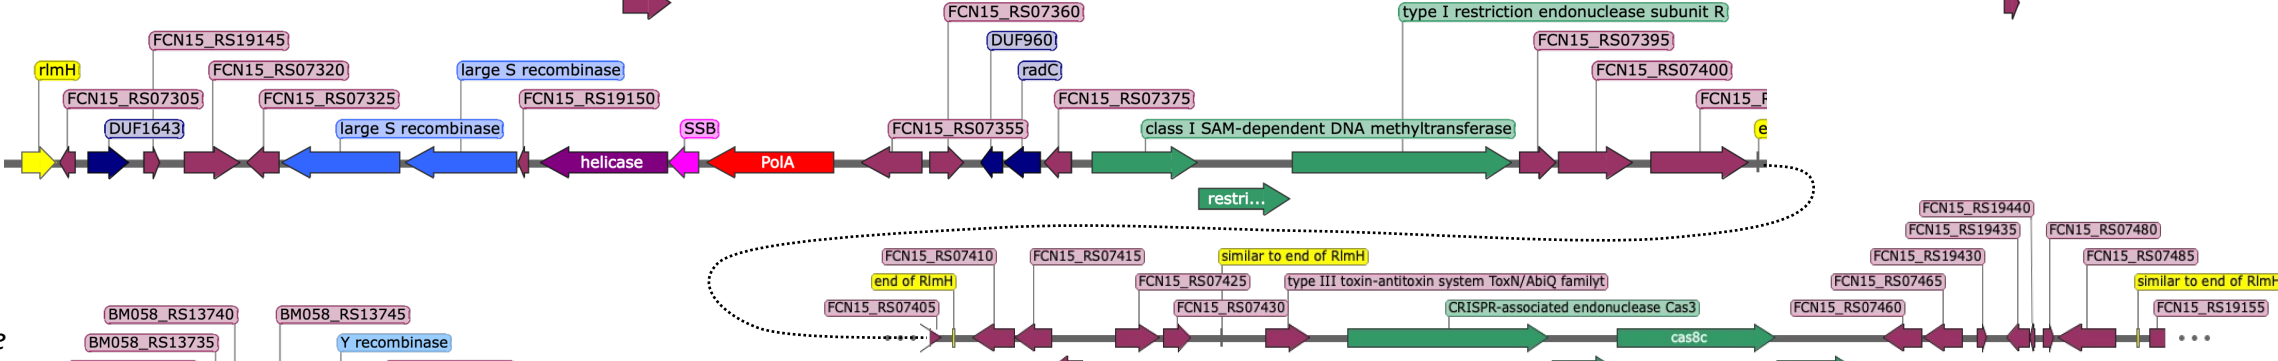 FCN15_RS07360
type I restriction endonuclease subunit R
FCN15_RS19145
DUF960
FCN15_RS07395
rlmH
FCN15_RS07320
large S recombinase
radC
FCN15_RS07400
FCN15_RS07305
FCN15_RS07325
FCN15_RS19150
FCN15_RS07375
FCN15_R
DUF1643
large S recombinase
SSB
FCN15_RS07355
class I SAM-dependent DNA methyltransferase
e
helicase
PolA
restri...
FCN15_RS19440
FCN15_RS19435
FCN15_RS07480
FCN15_RS07410
FCN15_RS07415
similar to end of RlmH
FCN15_RS19430
FCN15_RS07485
end of RlmH
FCN15_RS07425
type III toxin-antitoxin system ToxN/AbiQ familyt
FCN15_RS07465
similar to end of RlmH
FCN15_RS07405
FCN15_RS07430
CRISPR-associated endonuclease Cas3
FCN15_RS07460
FCN15_RS19155
cas8c
BM058_RS13740
BM058_RS13745
e
BM058_RS13735
Y recombinase